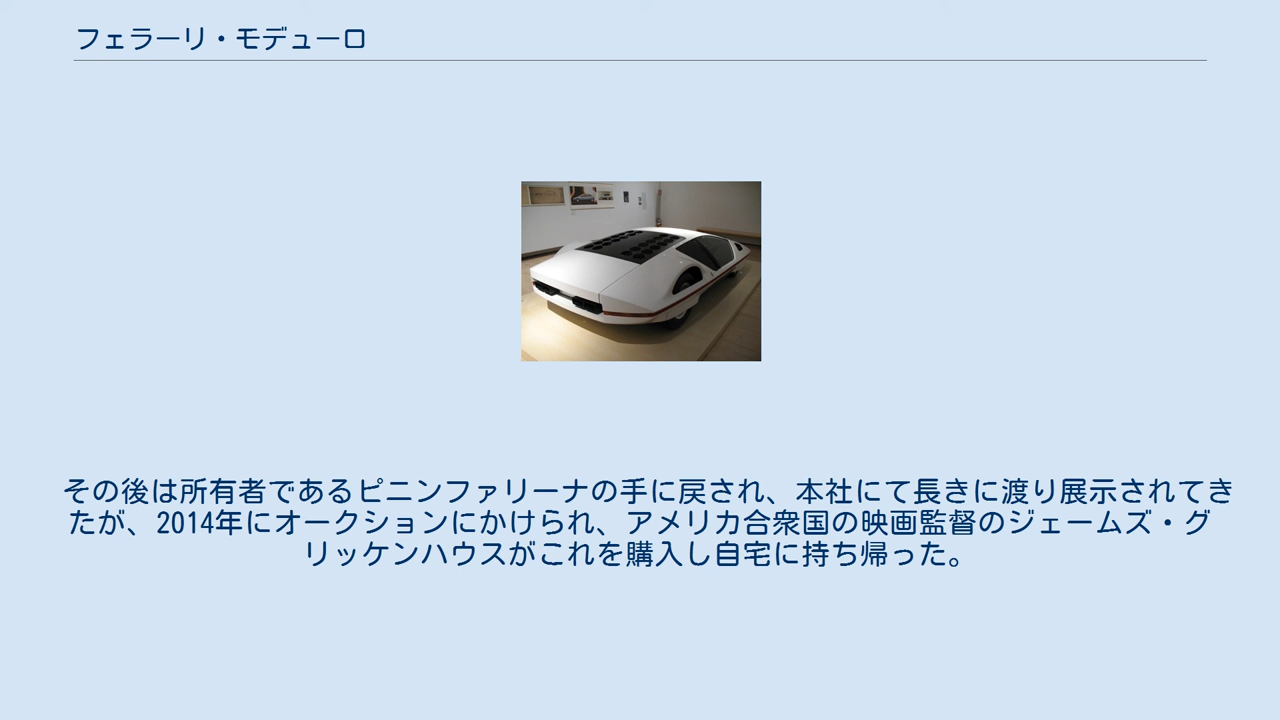 フェラーリ・モデューロ
その後は所有者であるピニンファリーナの手に戻され、本社にて長きに渡り展示されてき
たが、2014年にオークションにかけられ、アメリカ合衆国の映画監督のジェームズ・グ
リッケンハウスがこれを購入し自宅に持ち帰った。